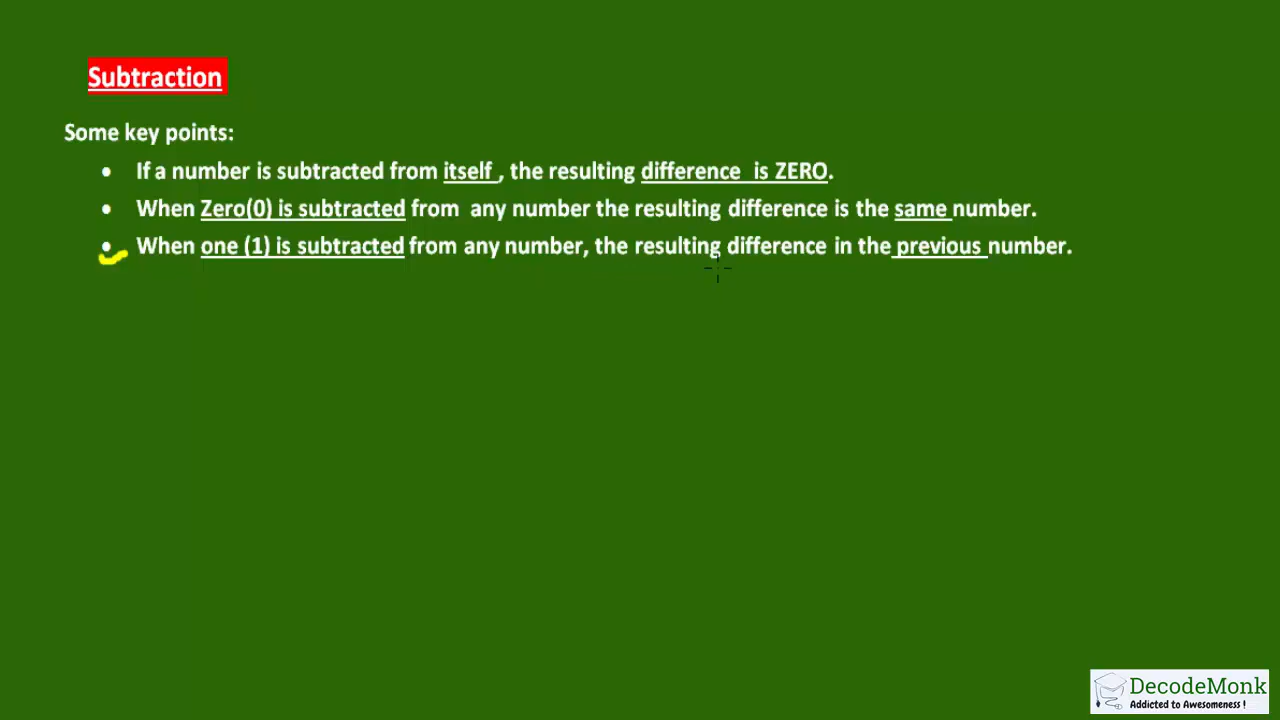 Subtraction
Some key points:
• If a number is subtracted from itself , the resulting difference is ZERO.
• When Zero(0) is subtracted from any number the resulting difference is the same number.
• When one (1) is subtracted from any number, the resulting difference in the previous number.
DecodeMonk
Addicted to Awesomeness !